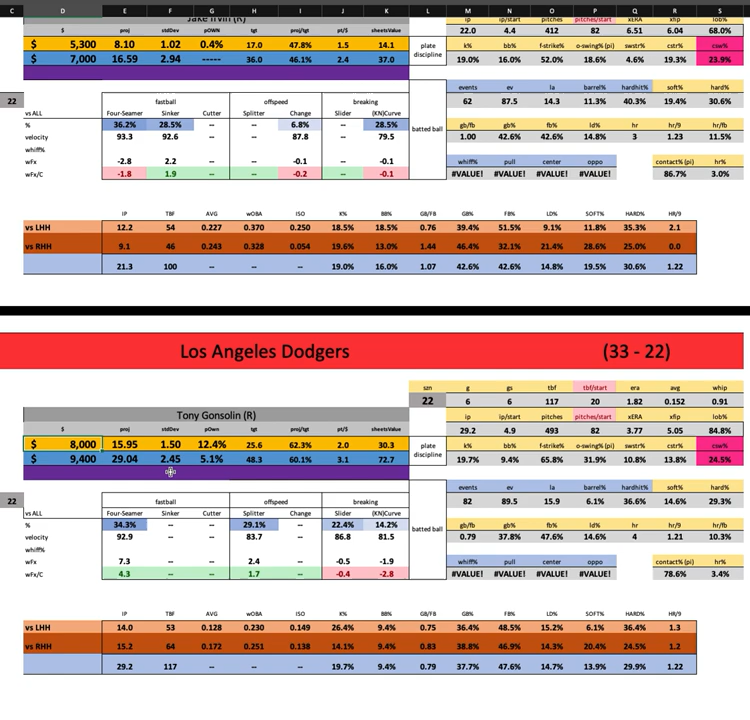 C D E F G H I J K L M N O P Q R S
Jake Irvin (R) ip ip/start pitches pitches/start xERA xfip lob%
$ proj stdDev pOWN tgt proj/tgt pt/$ sheetsValue 22.0 4.4 412 82 6.51 6.04 68.0%
$ 5,300 8.10 1.02 0.4% 17.0 47.8% 1.5 14.1 plate discipline k% bb% f-strike% o-swing% (pi) swstr% cstr% csw%
$ 7,000 16.59 2.94 ----- 36.0 46.1% 2.4 37.0 19.0% 16.0% 52.0% 18.6% 4.6% 19.3% 23.9%
events ev la barrel% hardhit% soft% hard%
22 fastball offspeed breaking 62 87.5 14.3 11.3% 40.3% 19.4% 30.6%
vs ALL Four-Seamer Sinker Cutter Splitter Change Slider (KN)Curve
% 36.2% 28.5% -- -- 6.8% -- 28.5% batted ball gb/fb gb% fb% ld% hr hr/9 hr/fb
velocity 93.3 92.6 -- -- 87.8 -- 79.5 1.00 42.6% 42.6% 14.8% 3 1.23 11.5%
whiff%
wFx -2.8 2.2 -- -- -0.1 -- -0.1 whiff% pull center oppo contact% (pi) hr%
wFx/C -1.8 1.9 -- -- -0.2 -- -0.1 #VALUE! #VALUE! #VALUE! #VALUE! 86.7% 3.0%
IP TBF AVG wOBA ISO K% BB% GB/FB GB% FB% LD% SOFT% HARD% HR/9
vs LHH 12.2 54 0.227 0.370 0.250 18.5% 18.5% 0.76 39.4% 51.5% 9.1% 11.8% 35.3% 2.1
vs RHH 9.1 46 0.243 0.328 0.054 19.6% 13.0% 1.44 46.4% 32.1% 21.4% 28.6% 25.0% 0.0
21.3 100 -- -- -- 19.0% 16.0% 1.07 42.6% 42.6% 14.8% 19.5% 30.6% 1.22
Los Angeles Dodgers (33 - 22)
szn g gs tbf tbf/start era avg whip
22 6 6 117 20 1.82 0.152 0.91
Tony Gonsolin (R) ip ip/start pitches pitches/start xERA xfip lob%
$ proj stdDev pOwn tgt proj/tgt pt/$ sheetsValue 29.2 4.9 493 82 3.77 5.05 84.8%
$ 8,000 15.95 1.50 12.4% 25.6 62.3% 2.0 30.3 plate discipline k% bb% f-strike% o-swing% (pi) swstr% cstr% csw%
$ 9,400 29.04 2.45 5.1% 48.3 60.1% 3.1 72.7 19.7% 9.4% 65.8% 31.9% 10.8% 13.8% 24.5%
events ev la barrel% hardhit% soft% hard%
22 fastball offspeed breaking 82 89.5 15.9 6.1% 36.6% 14.6% 29.3%
vs ALL Four-Seamer Sinker Cutter Splitter Change Slider (KN)Curve
% 34.3% -- -- 29.1% -- 22.4% 14.2% batted ball gb/fb gb% fb% ld% hr hr/9 hr/fb
velocity 92.9 -- -- 83.7 -- 86.8 81.5 0.79 37.8% 47.6% 14.6% 4 1.21 10.3%
whiff%
wFx 7.3 -- -- 2.4 -- -0.5 -1.9 whiff% pull center oppo contact% (pi) hr%
wFx/C 4.3 -- -- 1.7 -- -0.4 -2.8 #VALUE! #VALUE! #VALUE! #VALUE! 78.6% 3.4%
IP TBF AVG wOBA ISO K% BB% GB/FB GB% FB% LD% SOFT% HARD% HR/9
vs LHH 14.0 53 0.128 0.230 0.149 26.4% 9.4% 0.75 36.4% 48.5% 15.2% 6.1% 36.4% 1.3
vs RHH 15.2 64 0.172 0.251 0.138 14.1% 9.4% 0.83 38.8% 46.9% 14.3% 20.4% 24.5% 1.2
29.2 117 -- -- -- 19.7% 9.4% 0.79 37.7% 47.6% 14.7% 13.9% 29.9% 1.22